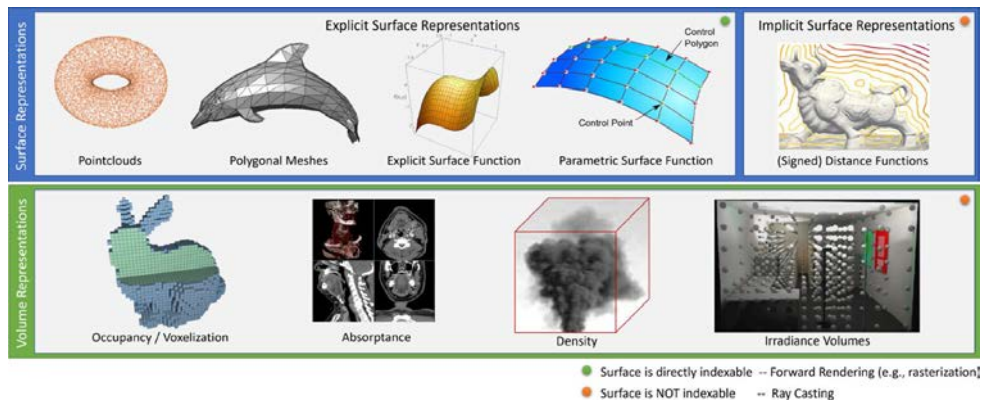 Surface Representations
Explicit Surface Representations
Implicit Surface Representations
Control
Polygon
Control Point
Pointclouds
Polygonal Meshes
Explicit Surface Function
Parametric Surface Function
(Signed) Distance Functions
Volume Representations
Occupancy / Voxelization
Absorptance
Density
Irradiance Volumes
Surface is directly indexable -- Forward Rendering (e.g., rasterization)
Surface is NOT indexable -- Ray Casting